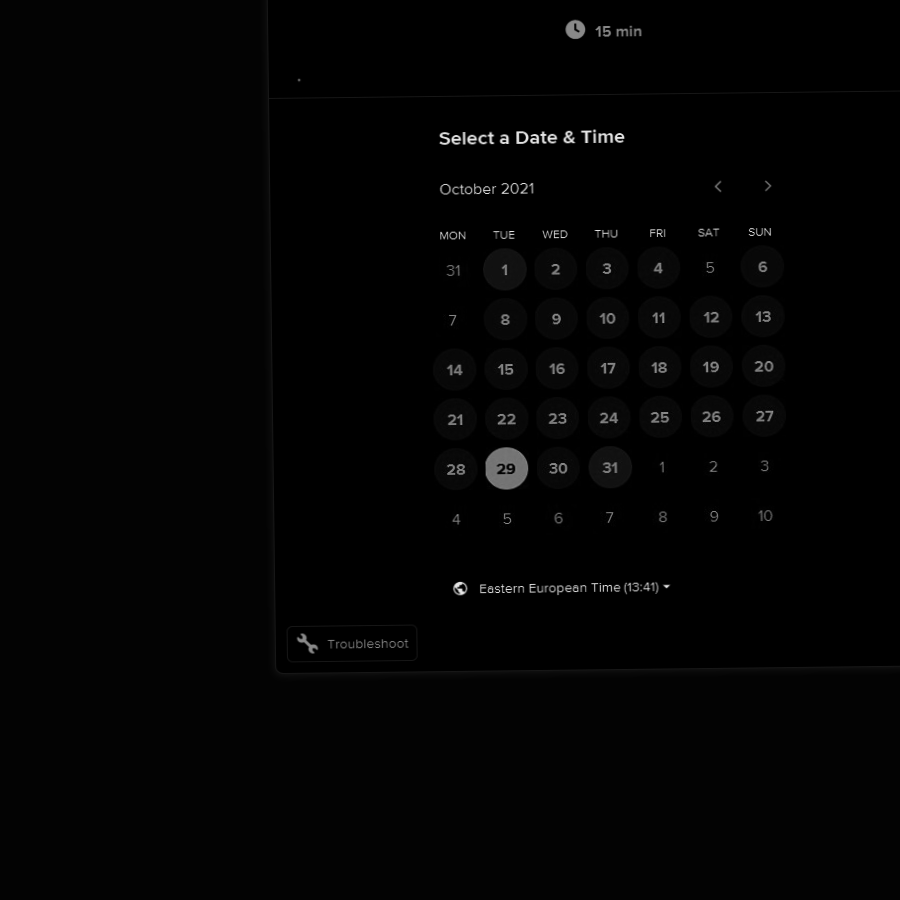 15 min
Select a Date & Time
October 2021
MON TUE WED THU FRI SAT SUN
31 1 2 3 4 5 6
7 8 9 10 11 12 13
14 15 16 17 18 19 20
21 22 23 24 25 26 27
28 29 30 31 1 2 3
4 5 6 7 8 9 10
Eastern European Time (13:41)
Troubleshoot